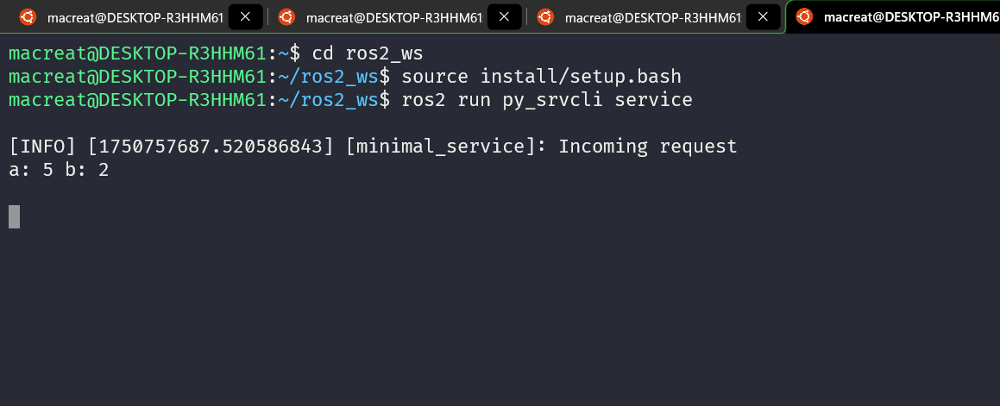 macreat@DESKTOP-R3HHM61 macreat@DESKTOP-R3HHM61 macreat@DESKTOP-R3HHM61 macreat@DESKTOP-R3HHM6
macreat@DESKTOP-R3HHM61:~$ cd ros2_ws
macreat@DESKTOP-R3HHM61:~/ros2_ws$ source install/setup.bash
macreat@DESKTOP-R3HHM61:~/ros2_ws$ ros2 run py_srvcli service
[INFO] [1750757687.520586843] [minimal_service]: Incoming request
a: 5 b: 2